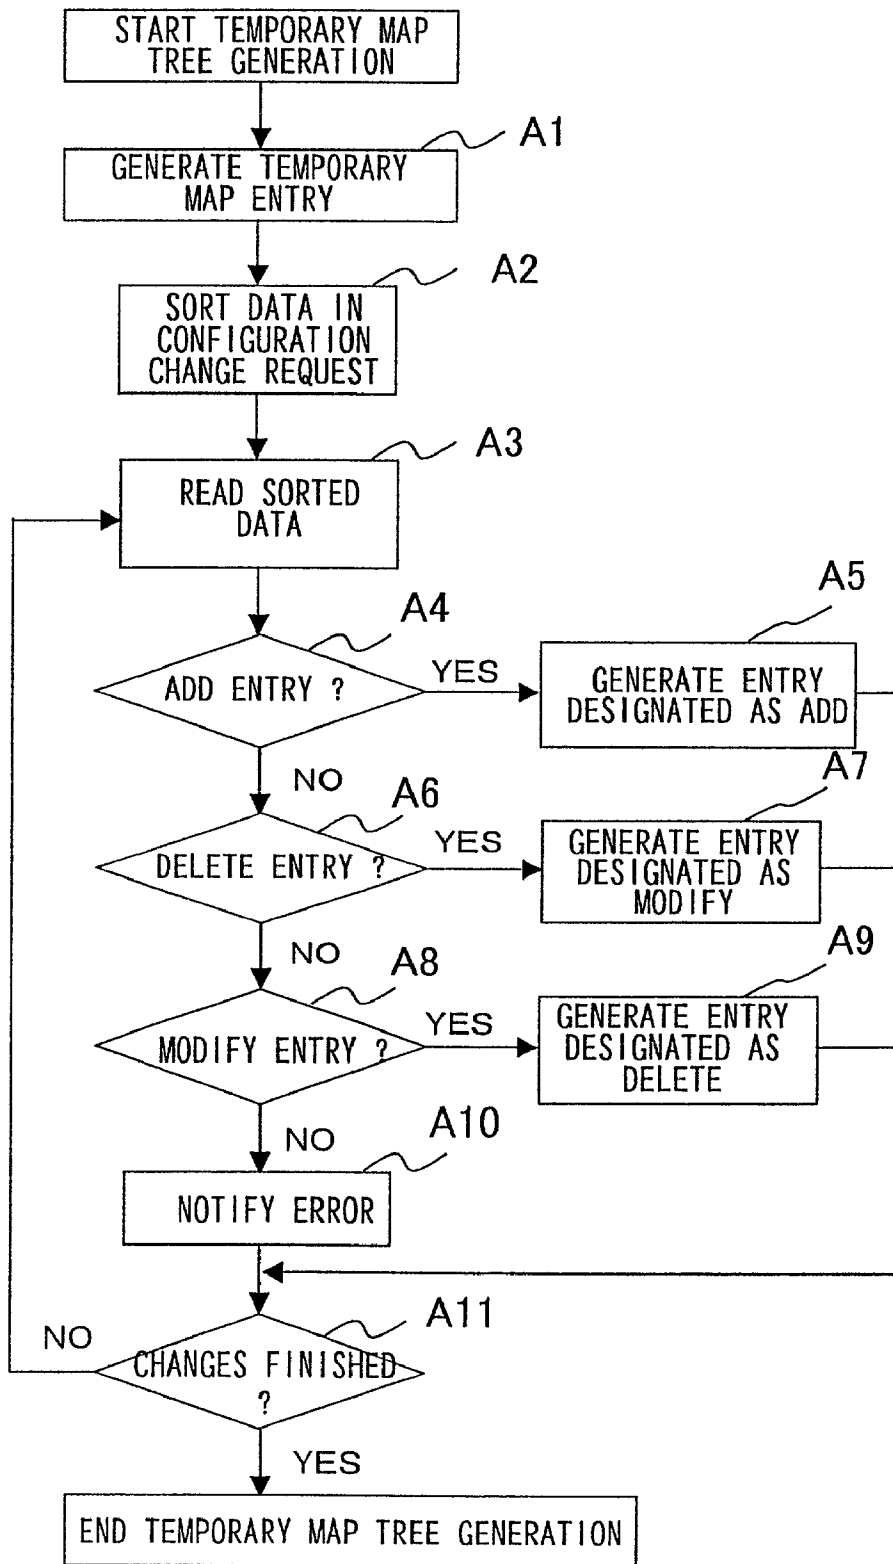 START TEMPORARY MAP
TREE GENERATION
A1
GENERATE TEMPORARY
MAP ENTRY
A2
SORT DATA IN
CONFIGURATION
CHANGE REQUEST
A3
READ SORTED
DATA
A4
ADD ENTRY ?
YES
A5
GENERATE ENTRY
DESIGNATED AS ADD
NO
A6
DELETE ENTRY ?
YES
A7
GENERATE ENTRY
DESIGNATED AS
MODIFY
NO
A8
MODIFY ENTRY ?
YES
A9
GENERATE ENTRY
DESIGNATED AS
DELETE
NO
A10
NOTIFY ERROR
A11
CHANGES FINISHED
?
NO
YES
END TEMPORARY MAP TREE GENERATION